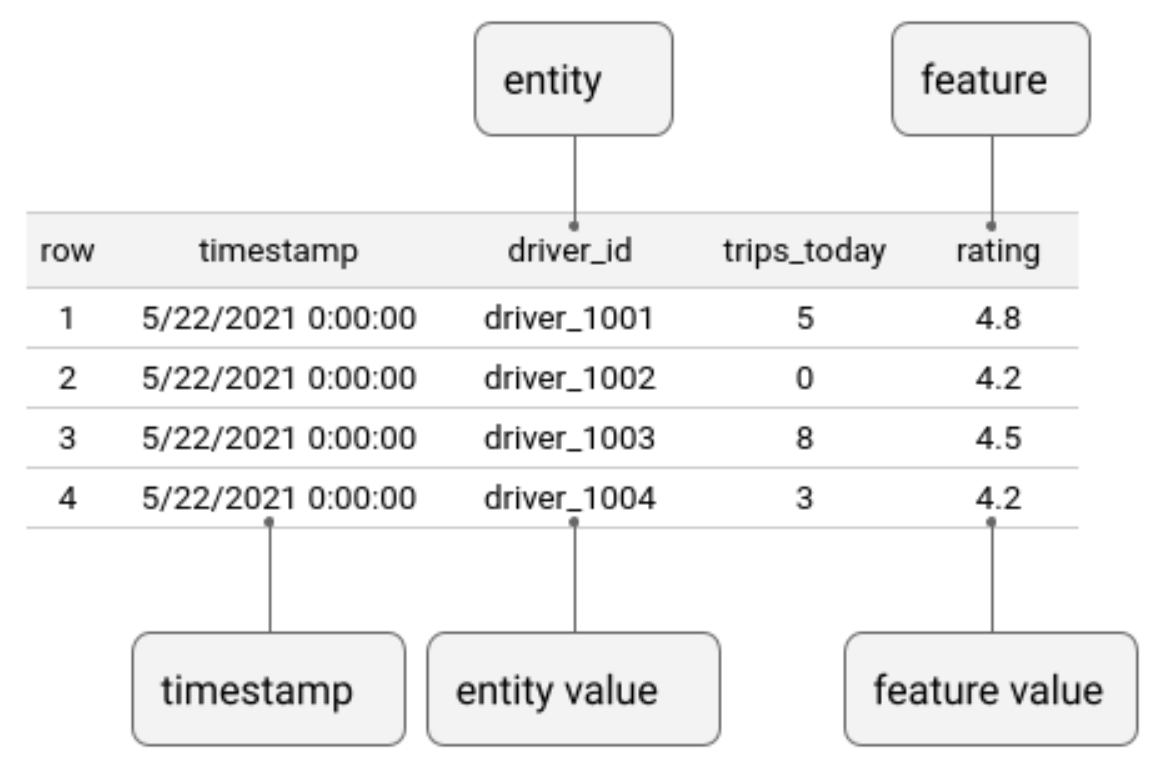 entity feature
row timestamp driver_id trips_today rating
1 5/22/2021 0:00:00 driver_1001 5 4.8
2 5/22/2021 0:00:00 driver_1002 0 4.2
3 5/22/2021 0:00:00 driver_1003 8 4.5
4 5/22/2021 0:00:00 driver_1004 3 4.2
timestamp entity value feature value